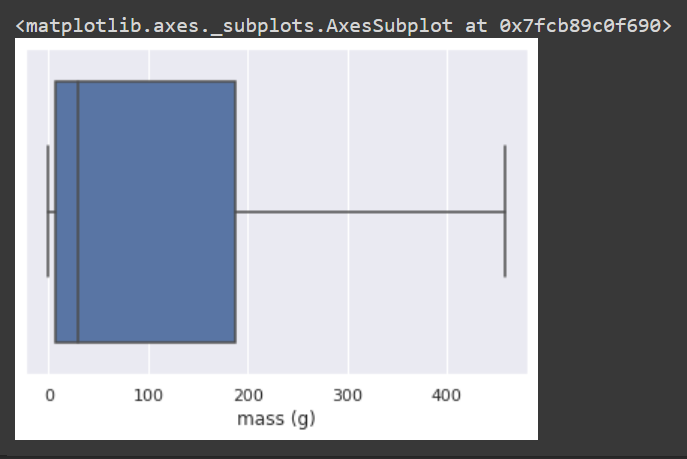 <matplotlib.axes._subplots.AxesSubplot at 0x7fcb89c0f690>
0 100 200 300 400
mass (g)